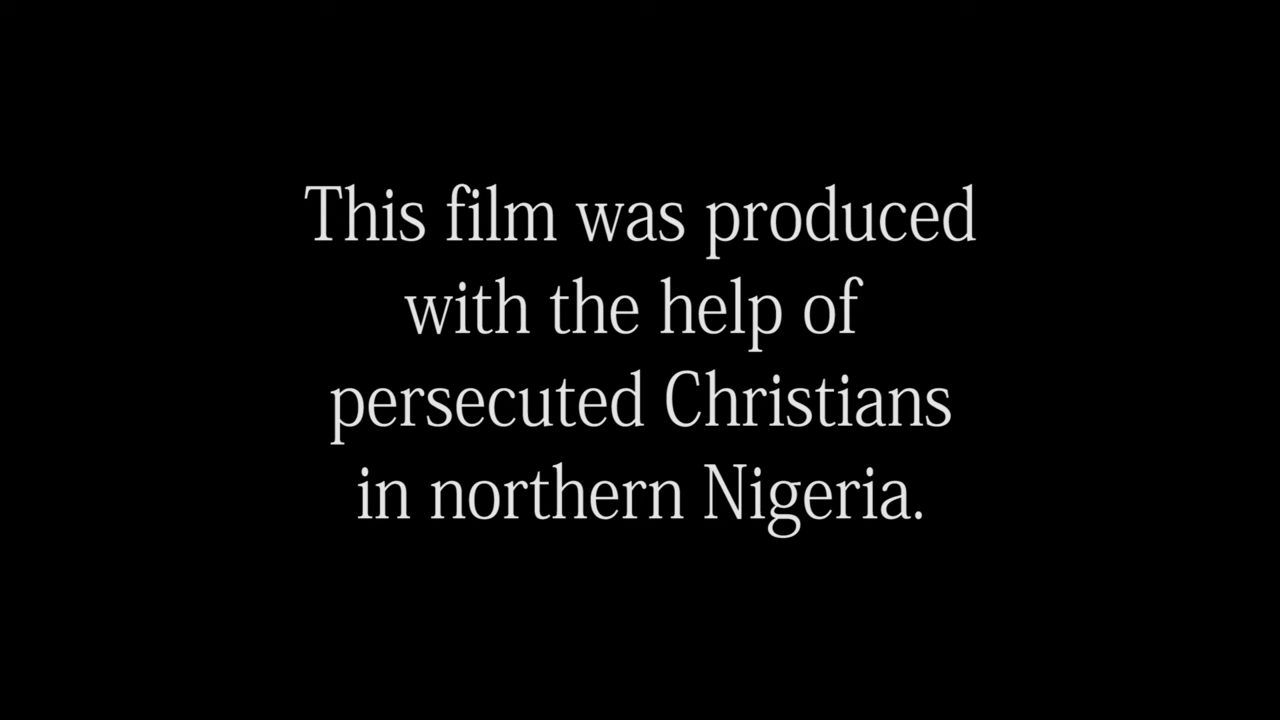 This film was produced
with the help of
persecuted Christians
in northern Nigeria.